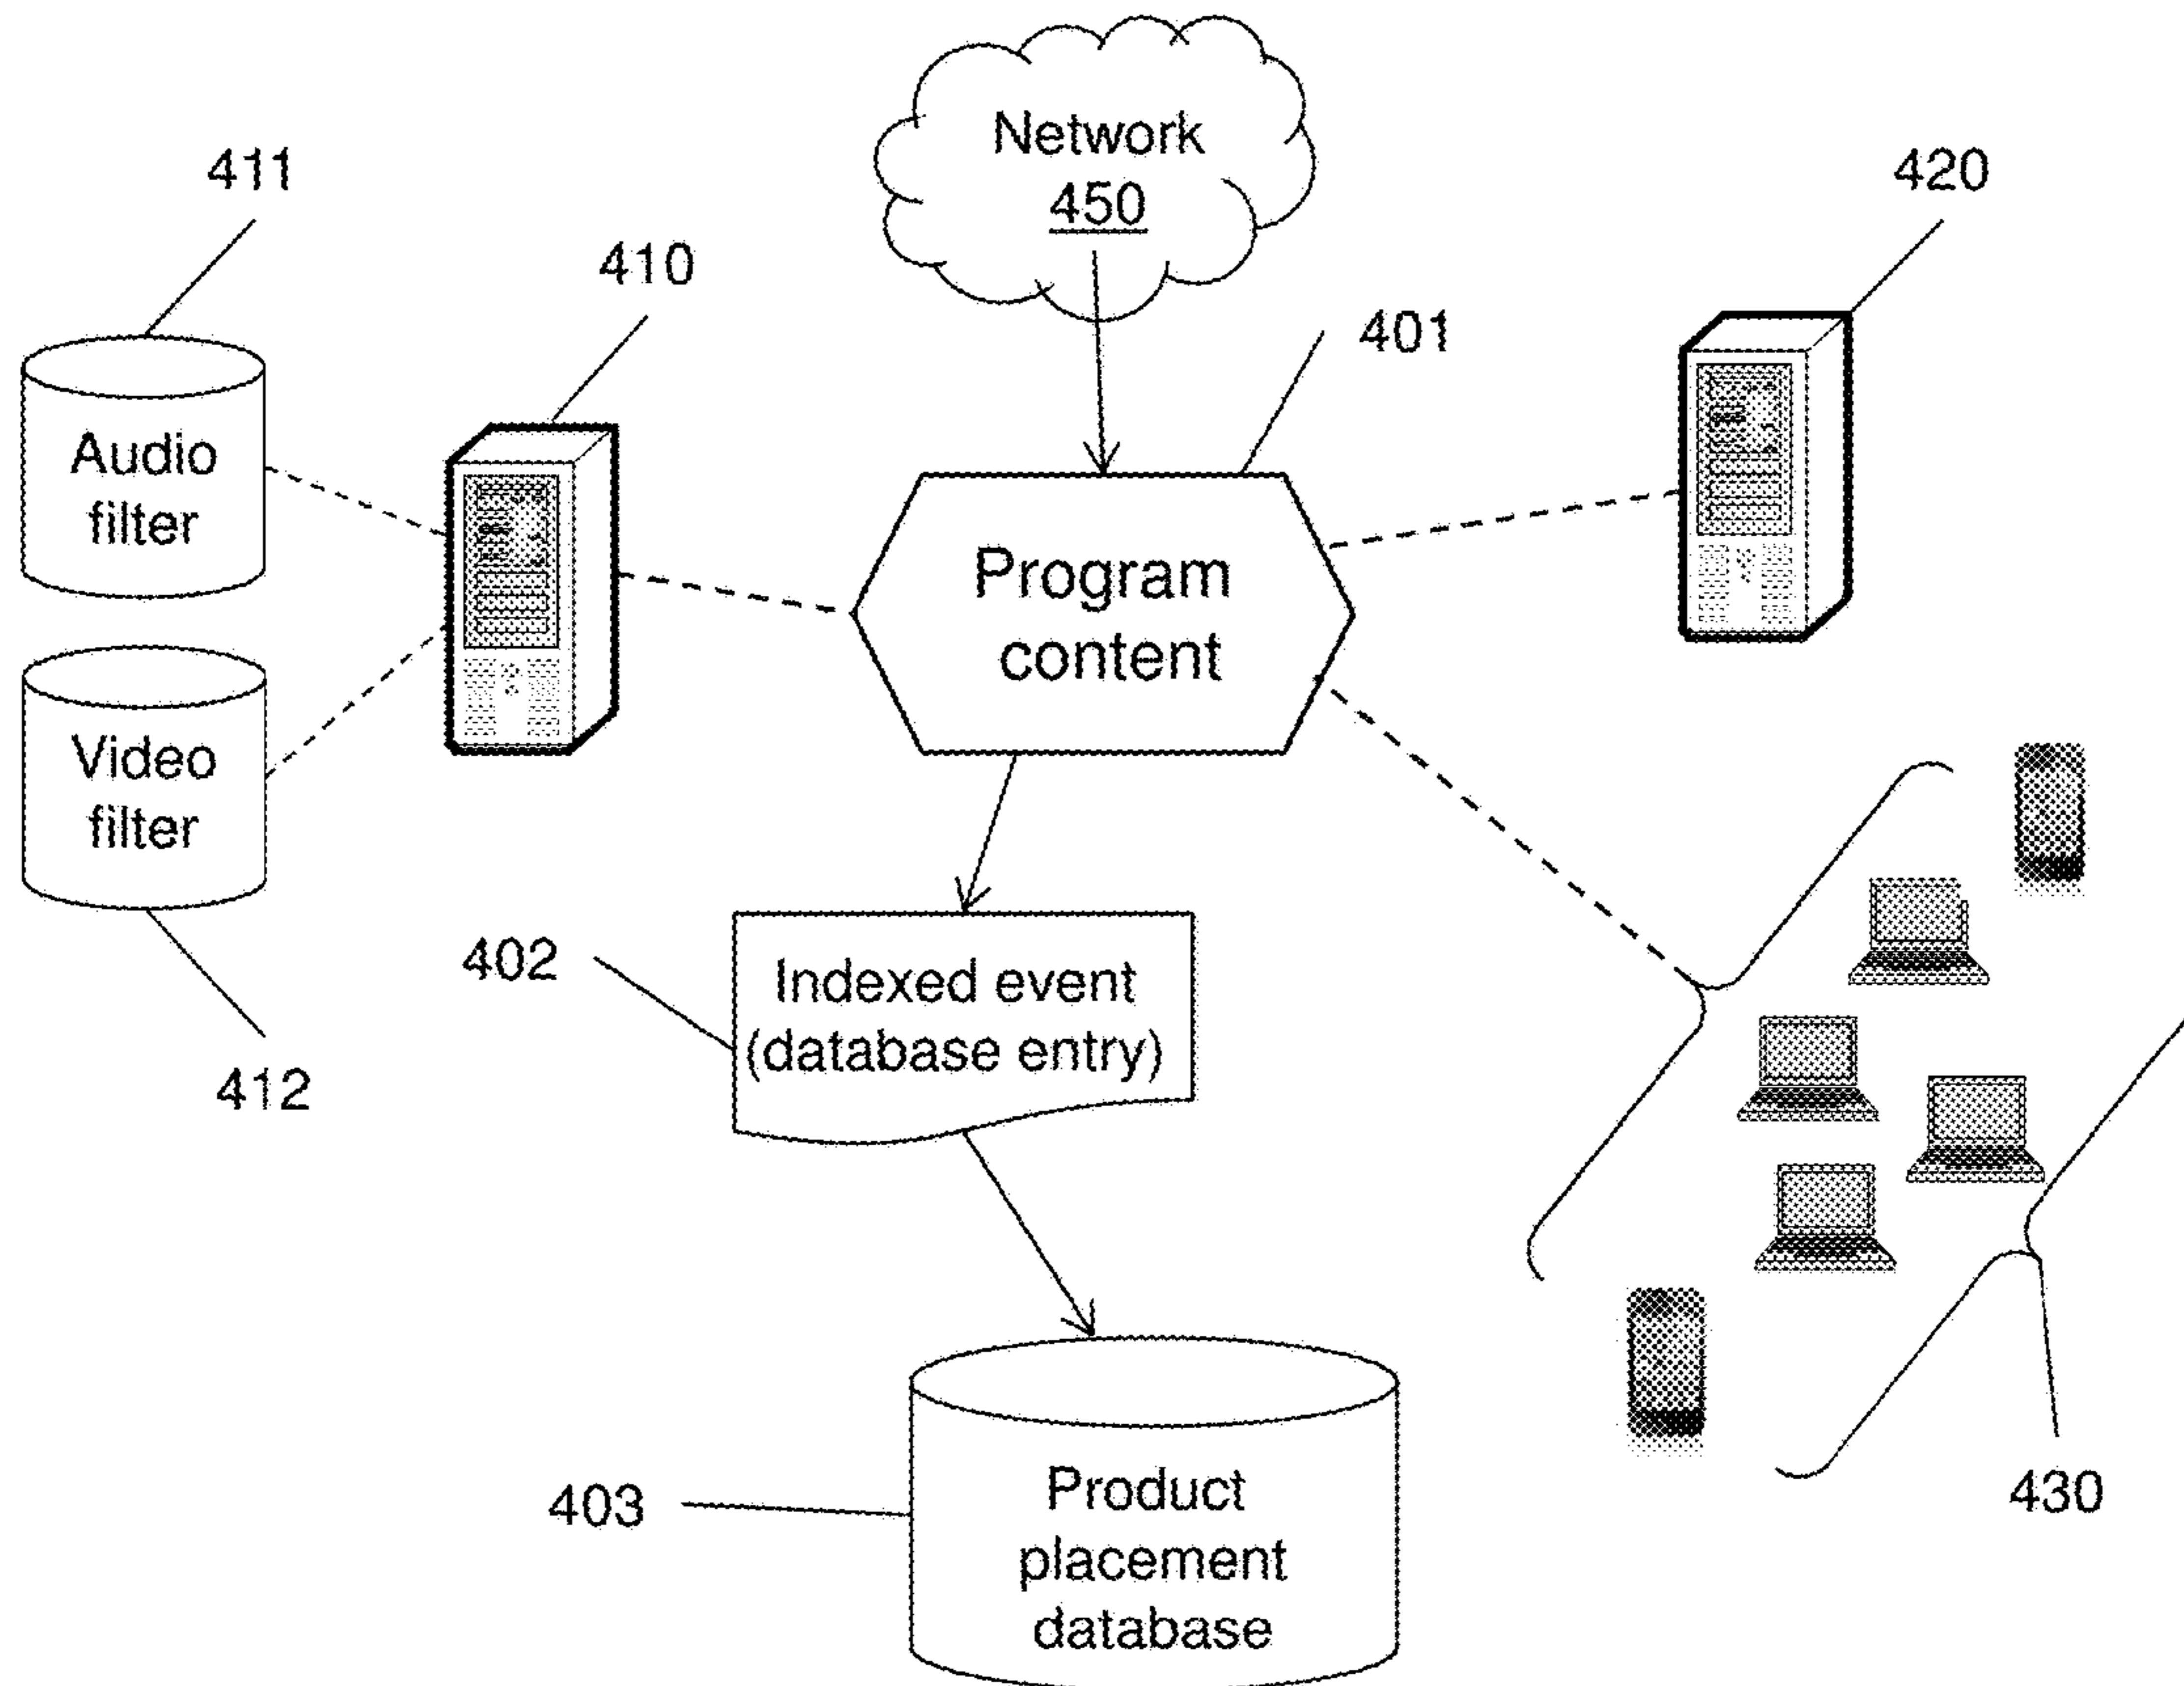 Network
450
411
420
410
401
Audio
filter
Program
content
Video
filter
402
Indexed event
(database entry)
412
403
Product
placement
database
430